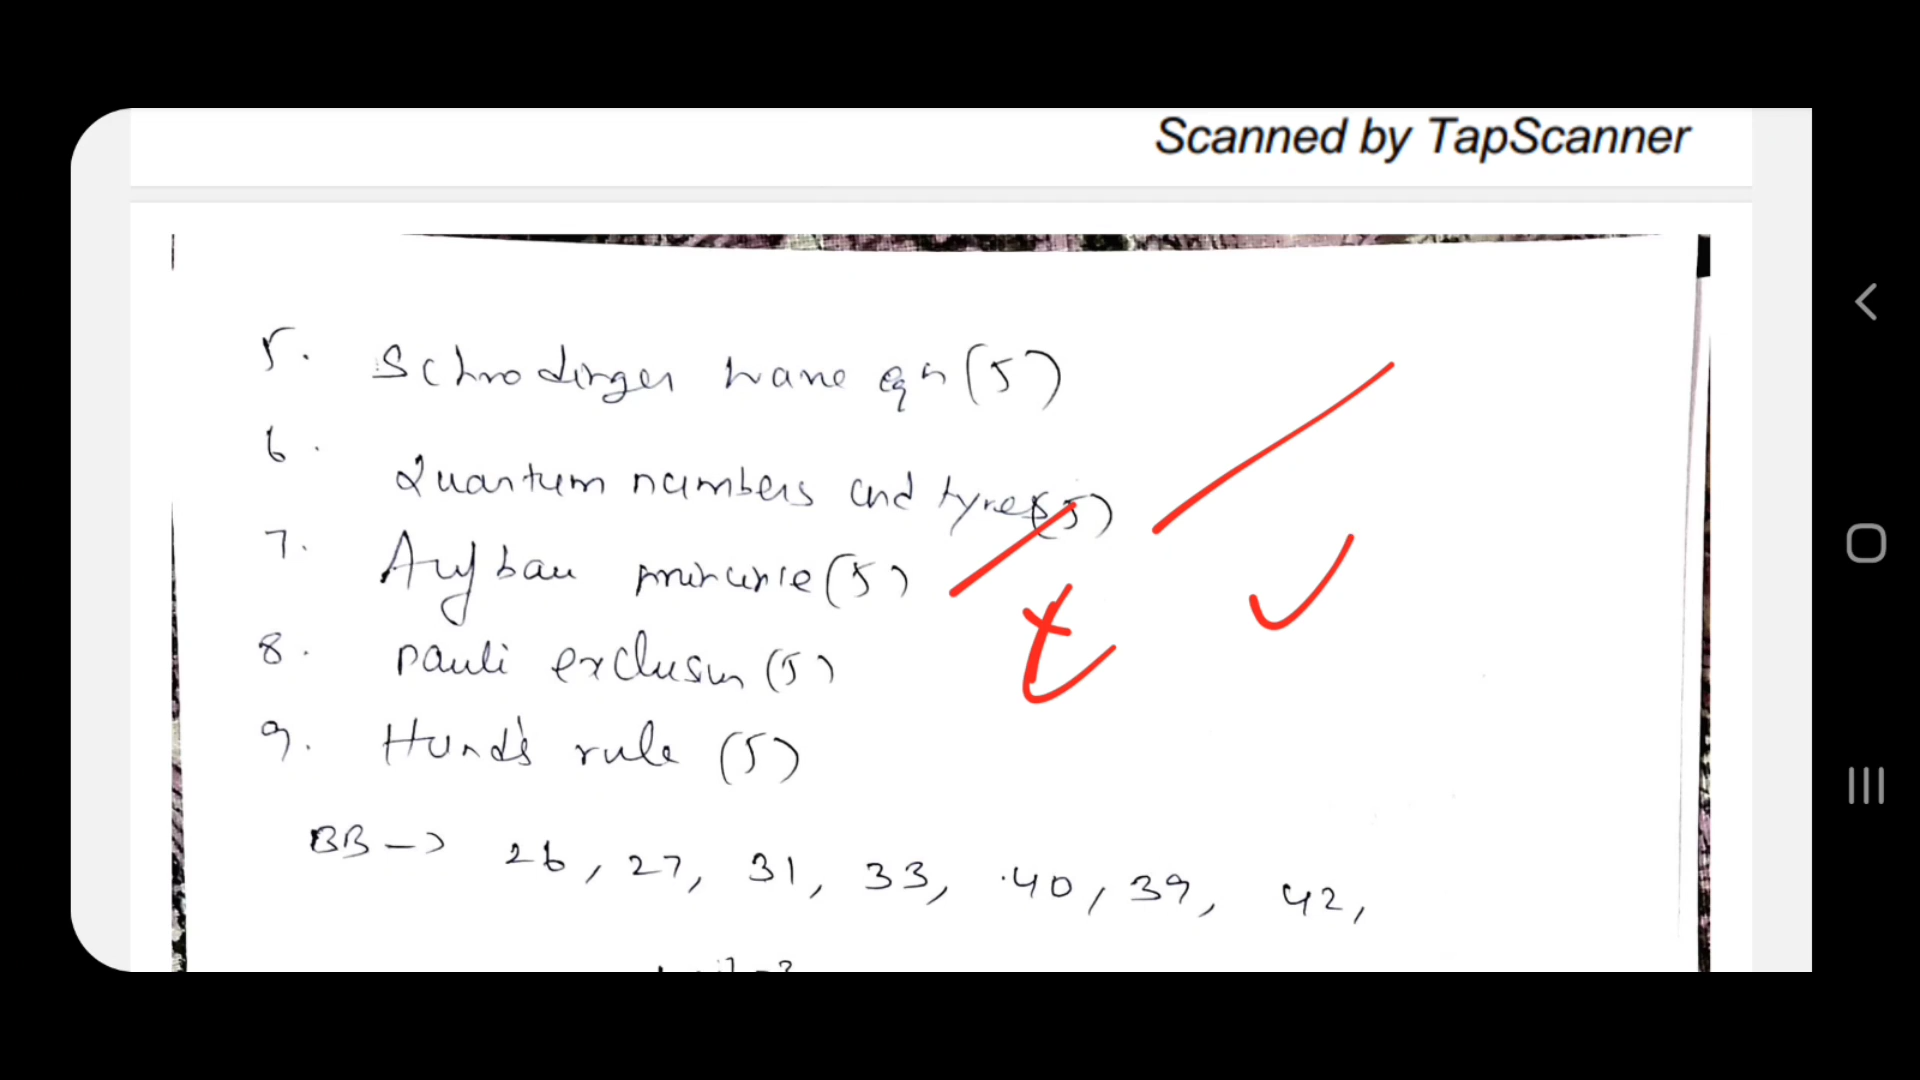 Scanned by TapScanner
5. Schrodinger wave eqn (5)
6. Quantum numbers and types (5)
7. Aufbau principle (5)
8. Pauli exclusion (5)
9. Hund's rule (5)
BB → 26, 27, 31, 33, 40, 39, 42,